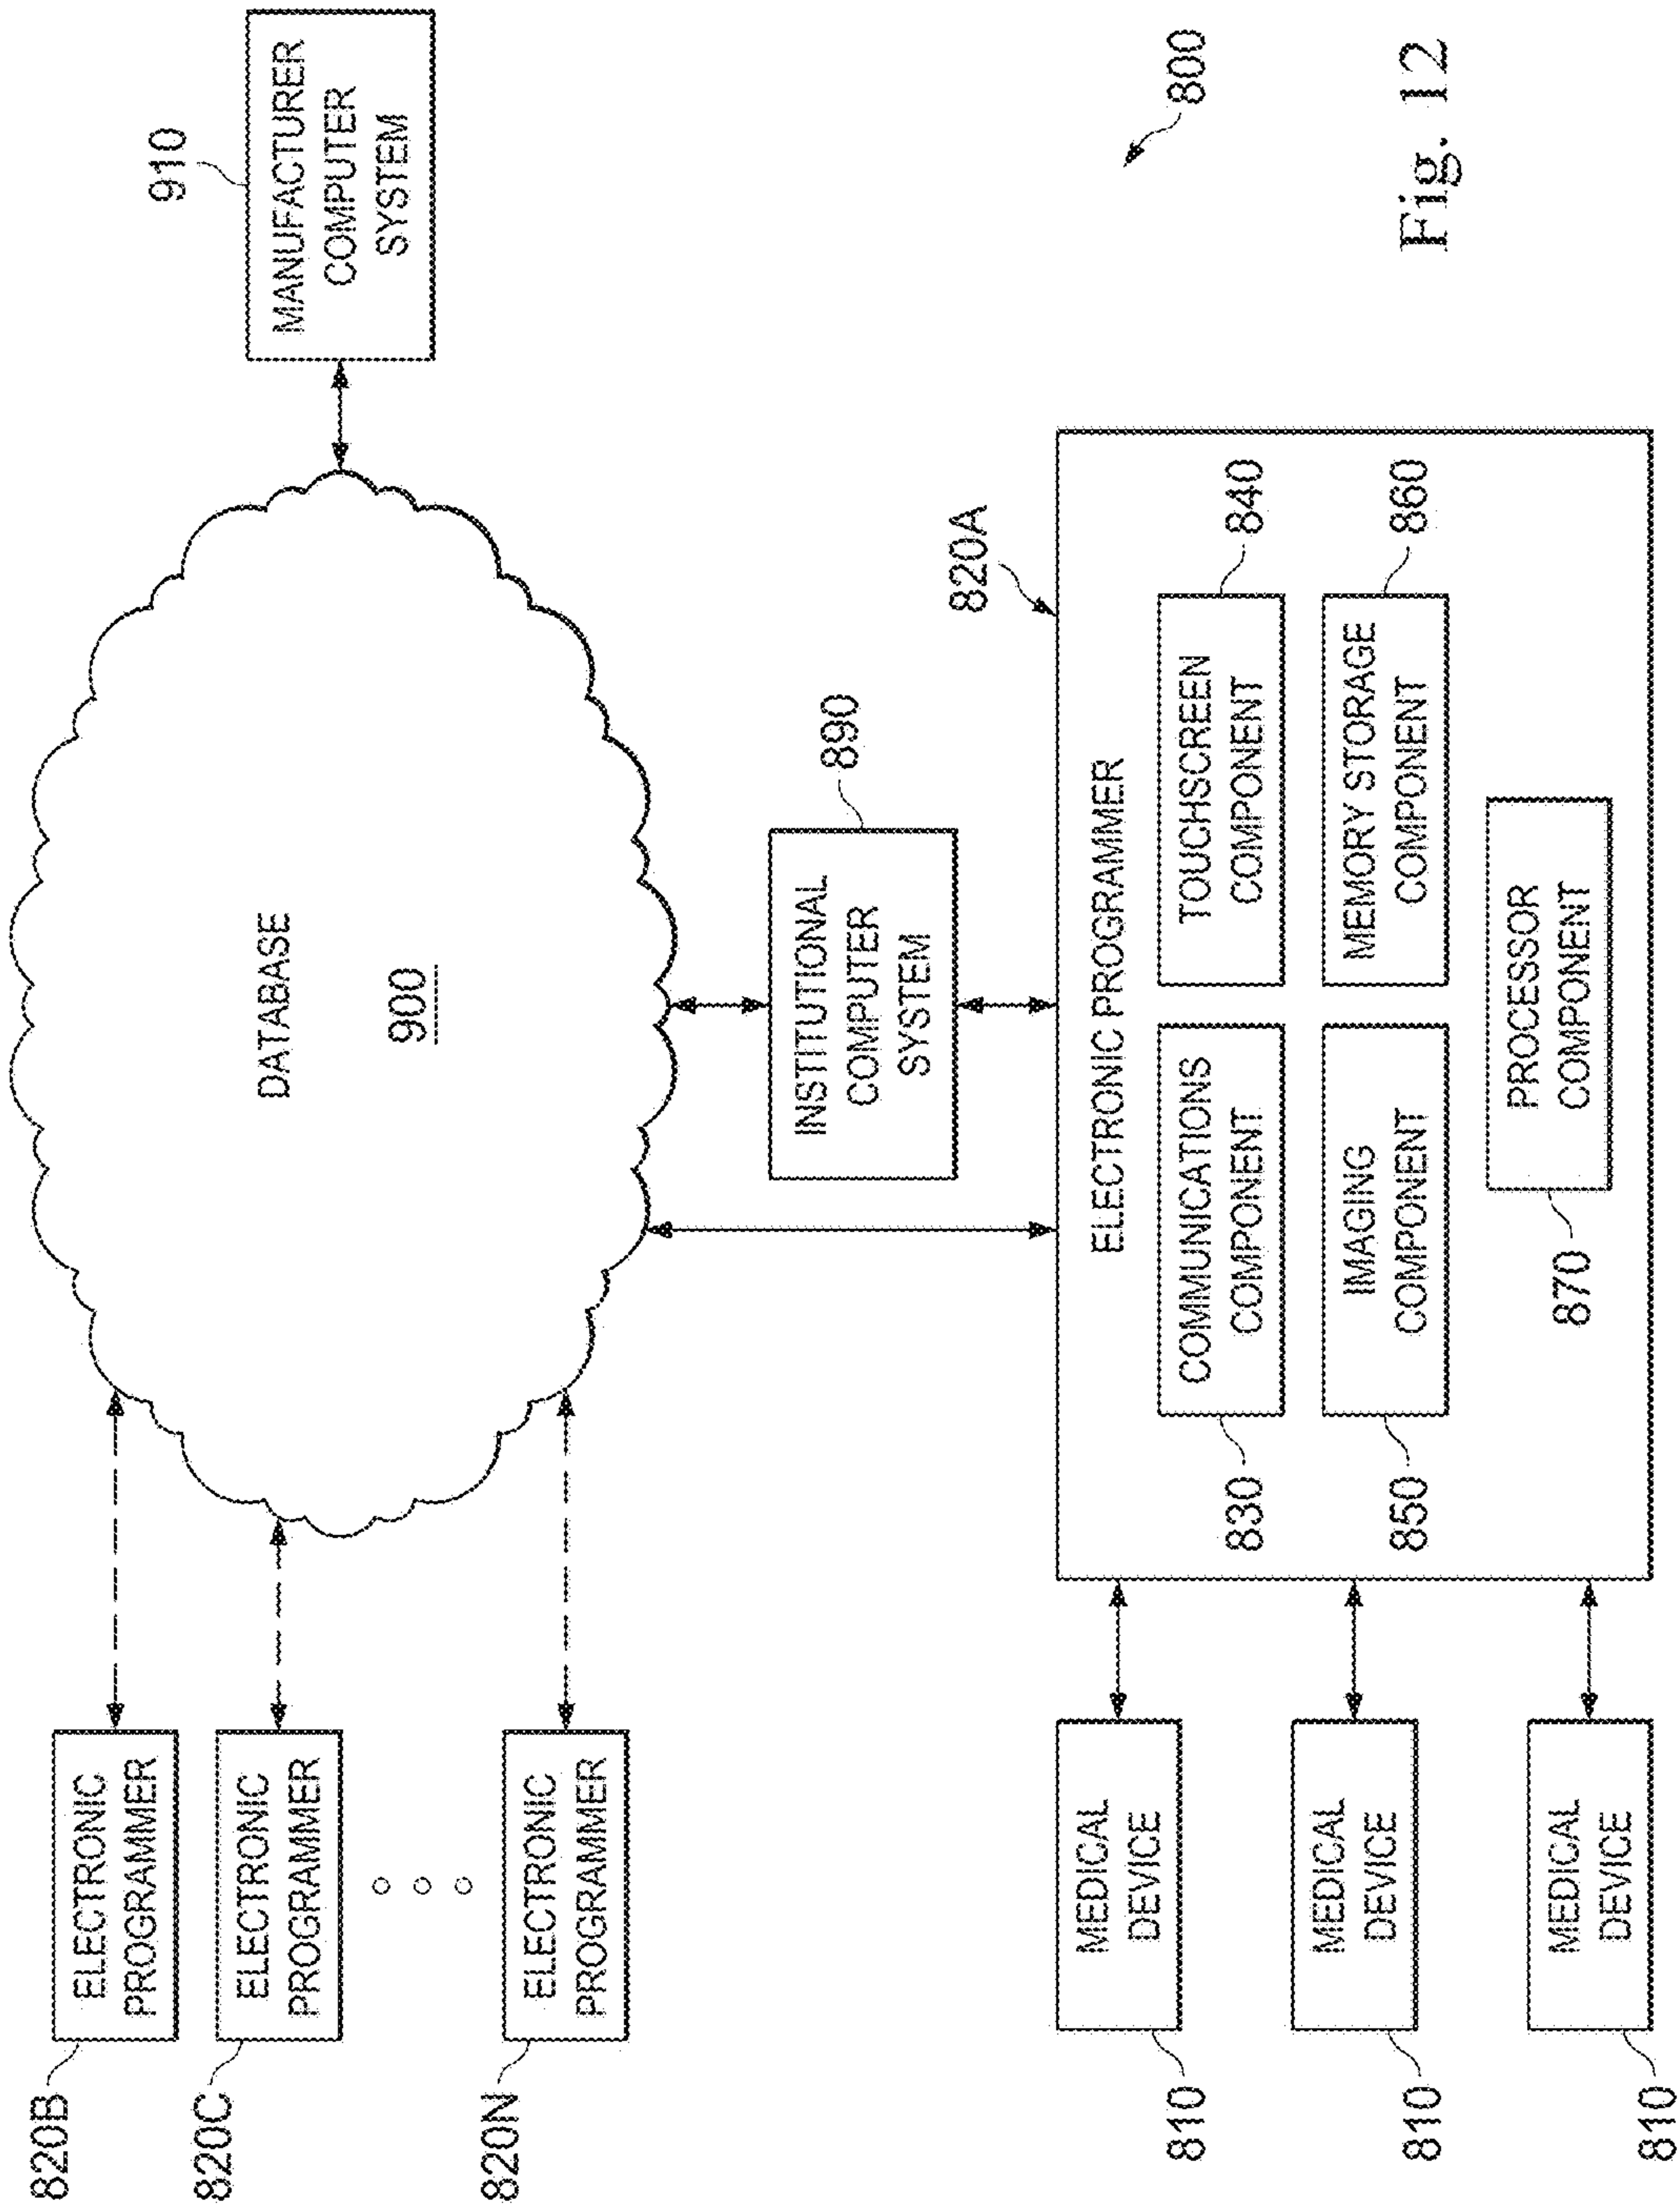 820B
ELECTRONIC
PROGRAMMER
820C
ELECTRONIC
PROGRAMMER
820N
ELECTRONIC
PROGRAMMER
DATABASE
900
910
MANUFACTURER
COMPUTER
SYSTEM
890
INSTITUTIONAL
COMPUTER
SYSTEM
820A
ELECTRONIC PROGRAMMER
830
COMMUNICATIONS
COMPONENT
TOUCHSCREEN
COMPONENT
840
850
IMAGING
COMPONENT
MEMORY STORAGE
COMPONENT
860
870
PROCESSOR
COMPONENT
810
MEDICAL
DEVICE
810
MEDICAL
DEVICE
810
MEDICAL
DEVICE
800
Fig. 12